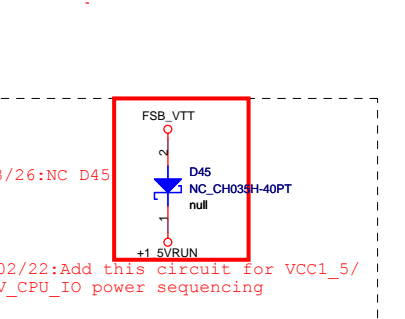 FSB_VTT
2
D45
3/26:NC D45
NC_CH035H-40PT
null
1
+1_5VRUN
02/22:Add this circuit for VCC1_5/
V_CPU_IO power sequencing